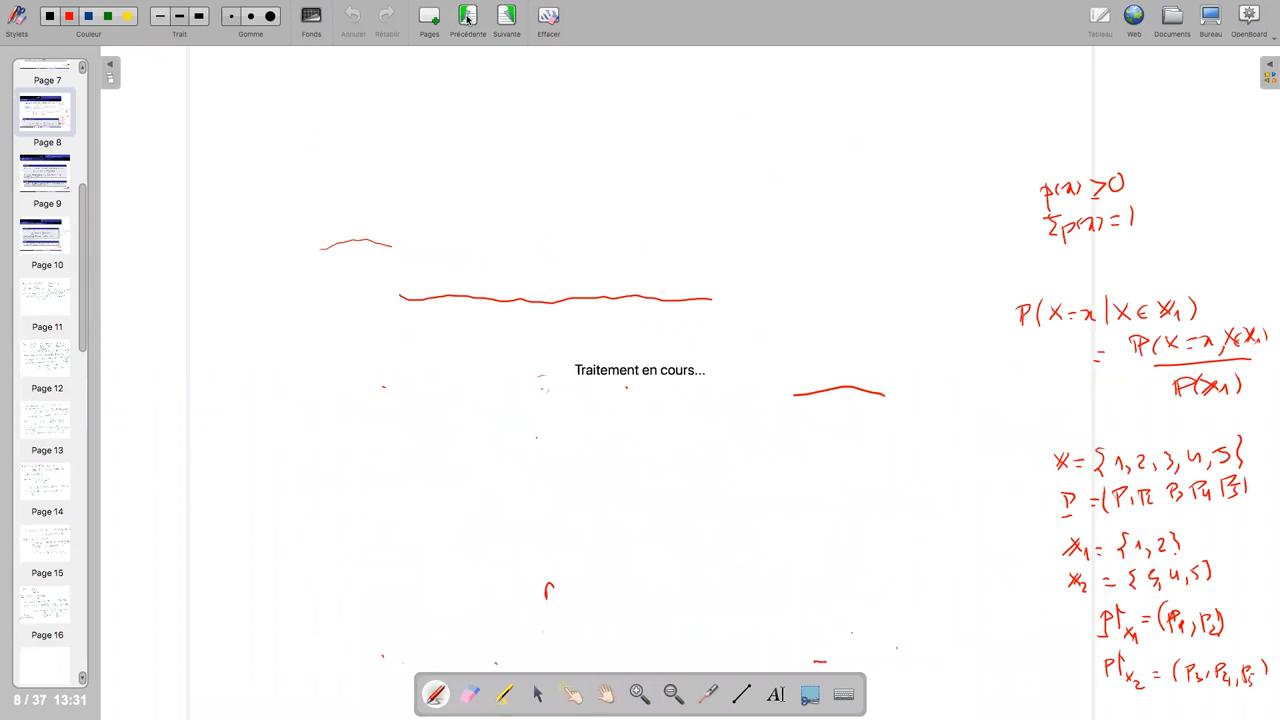 Stylets
Couleur
Trait
Gomme
Fonds
Annuler
Rétablir
Pages
Précédente
Suivante
Effacer
Tableau
Web
Documents
Bureau
OpenBoard
Page 7
Page 8
Page 9
Page 10
Page 11
Page 12
Page 13
Page 14
Page 15
Page 16
8 / 37 13:31
Traitement en cours...
p(x) ≥ 0
Σp(x) = 1
P(X=x | X ∈ 𝕏1)
= P(X=x, X∈𝕏1)
P(𝕏1)
𝕏 = {1, 2, 3, 4, 5}
P = (P1 P2 P3 P4 P5)
𝕏1 = {1, 2}
𝕏2 = {3, 4, 5}
p↾𝕏1 = (P1, P2)
p↾𝕏2 = (P3, P4, P5)